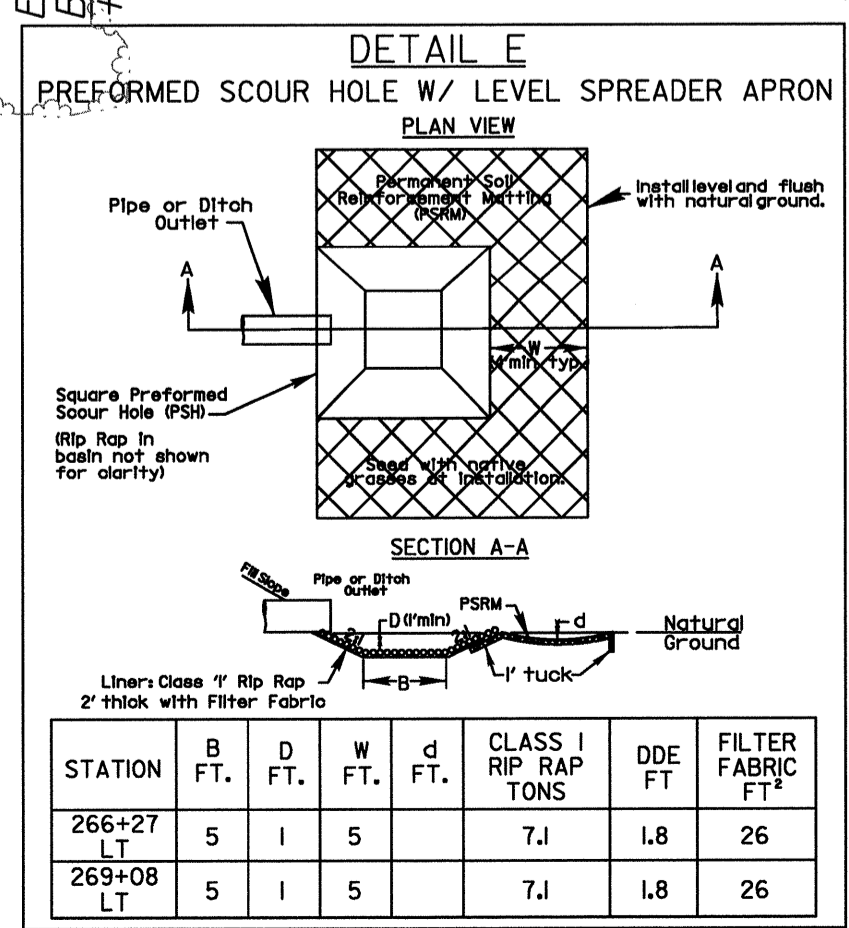 DETAIL E
PREFORMED SCOUR HOLE W/ LEVEL SPREADER APRON
PLAN VIEW
Permanent Soil
Reinforcement Matting
(PSRM)
Install level and flush
with natural ground.
Pipe or Ditch
Outlet
A
A
W
(4'min typ.
Square Preformed
Scour Hole (PSH)
(Rip Rap in
basin not shown
for clarity)
Seed with native
grasses at installation.
SECTION A-A
Fill Slope
Pipe or Ditch
Outlet
D (1'min)
PSRM
d
2:1
2:1
Natural
Ground
1' tuck
B
Liner: Class 'I' Rip Rap
2' thick with Filter Fabric
STATION B FT. D FT. W FT. d FT. CLASS I RIP RAP TONS DDE FT FILTER FABRIC FT²
266+27 LT 5 1 5 7.1 1.8 26
269+08 LT 5 1 5 7.1 1.8 26